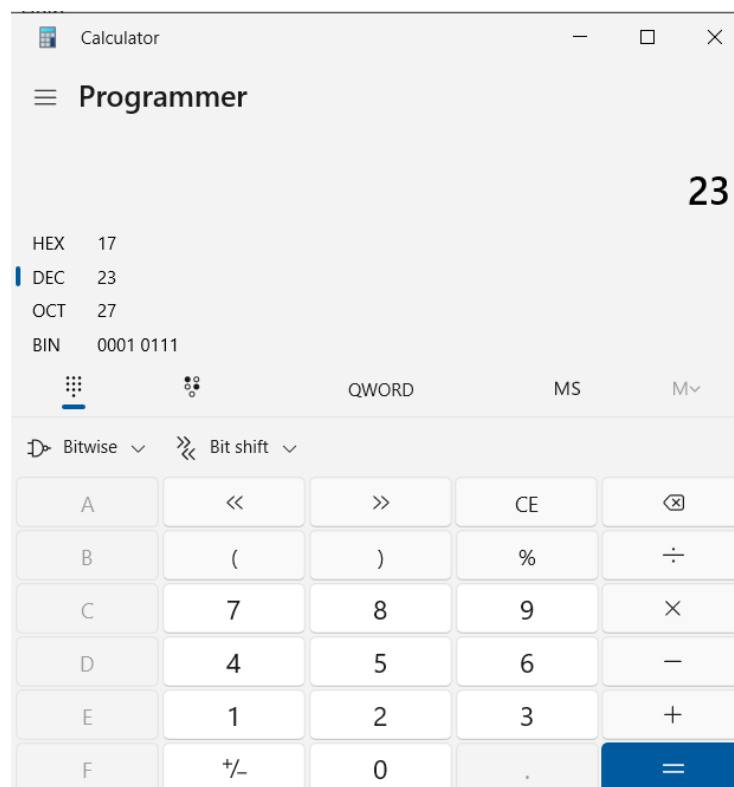 Calculator
Programmer
23
HEX 17
DEC 23
OCT 27
BIN 0001 0111
QWORD MS M
Bitwise Bit shift
A << >> CE
B ( ) % ÷
C 7 8 9 ×
D 4 5 6 −
E 1 2 3 +
F +/− 0 . =